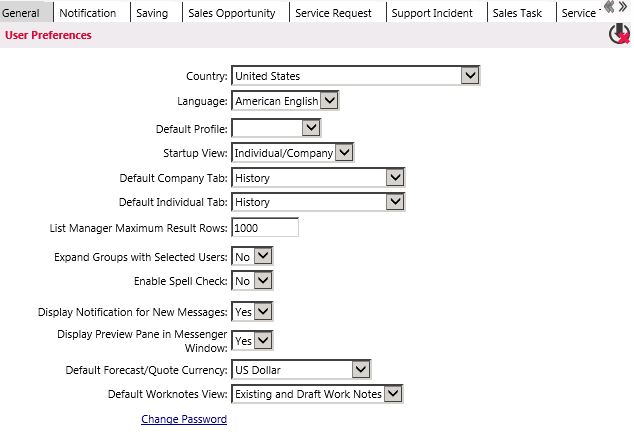 General Notification Saving Sales Opportunity Service Request Support Incident Sales Task Service
User Preferences
Country: United States
Language: American English
Default Profile:
Startup View: Individual/Company
Default Company Tab: History
Default Individual Tab: History
List Manager Maximum Result Rows: 1000
Expand Groups with Selected Users: No
Enable Spell Check: No
Display Notification for New Messages: Yes
Display Preview Pane in Messenger
Window: Yes
Default Forecast/Quote Currency: US Dollar
Default Worknotes View: Existing and Draft Work Notes
Change Password